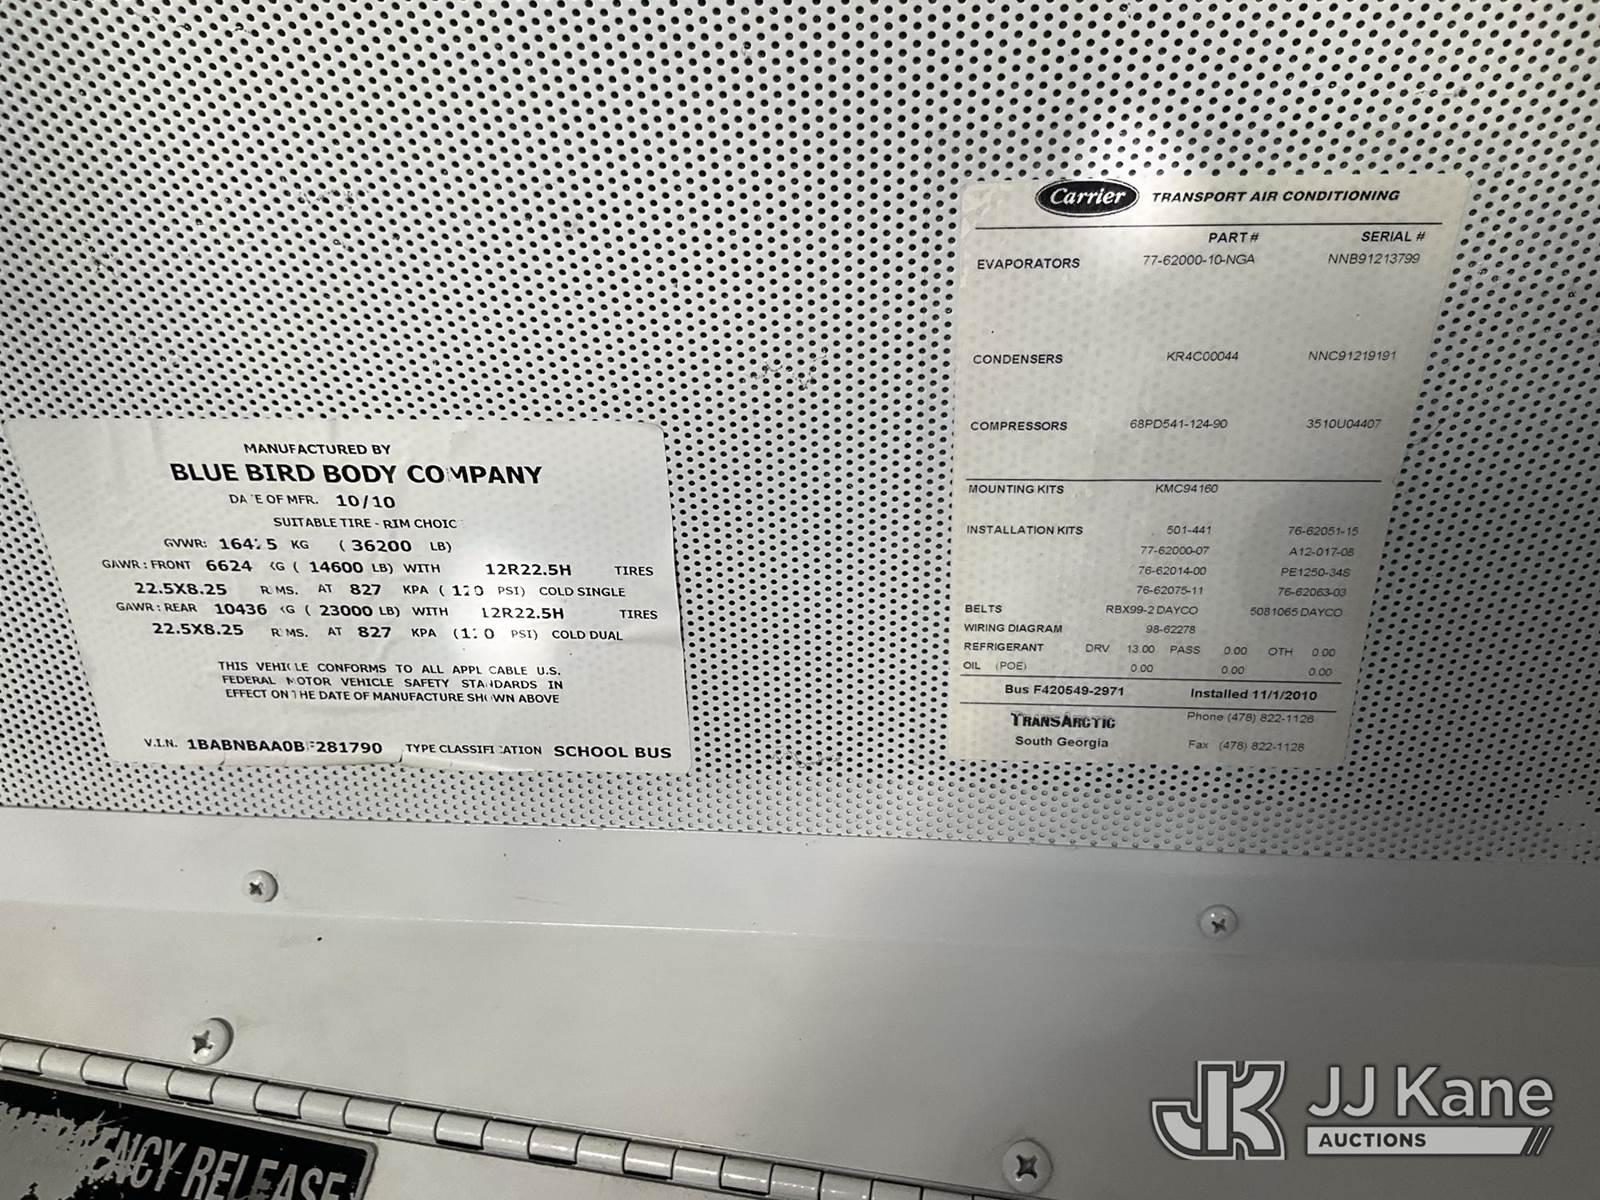 MANUFACTURED BY
BLUE BIRD BODY COMPANY
DATE OF MFR. 10/10
SUITABLE TIRE - RIM CHOIC
GVWR: KG ( 36200 LB)
GAWR : FRONT 6624 KG ( 14600 LB) WITH 12R22.5H TIRES
22.5X8.25 RIMS. AT 827 KPA ( 120 PSI) COLD SINGLE
GAWR : REAR 10436 KG ( 23000 LB) WITH 12R22.5H TIRES
22.5X8.25 RIMS. AT 827 KPA (120 PSI) COLD DUAL
THIS VEHICLE CONFORMS TO ALL APPLICABLE U.S.
FEDERAL MOTOR VEHICLE SAFETY STANDARDS IN
EFFECT ON THE DATE OF MANUFACTURE SHOWN ABOVE
V.I.N. 1BABNBAA0BF281790 TYPE CLASSIFICATION SCHOOL BUS
Carrier TRANSPORT AIR CONDITIONING
PART # SERIAL #
EVAPORATORS 77-62000-10-NGA NNB91213799
CONDENSERS KR4C00044 NNC91219191
COMPRESSORS 68PD541-124-90 3510U04407
MOUNTING KITS KMC94160
INSTALLATION KITS 501-441 76-62051-15
77-62000-07 A12-017-08
76-62014-00 PE1250-34S
76-62075-11 76-62063-03
BELTS RBX99-2 DAYCO 5081065 DAYCO
WIRING DIAGRAM 98-62278
REFRIGERANT DRV 13.00 PASS 0.00 OTH 0.00
OIL (POE) 0.00 0.00 0.00
Bus F420549-2971 Installed 11/1/2010
TRANSARCTIC Phone (478) 822-1126
South Georgia Fax (478) 822-1128
ENCY RELEASE
JK JJ Kane
AUCTIONS